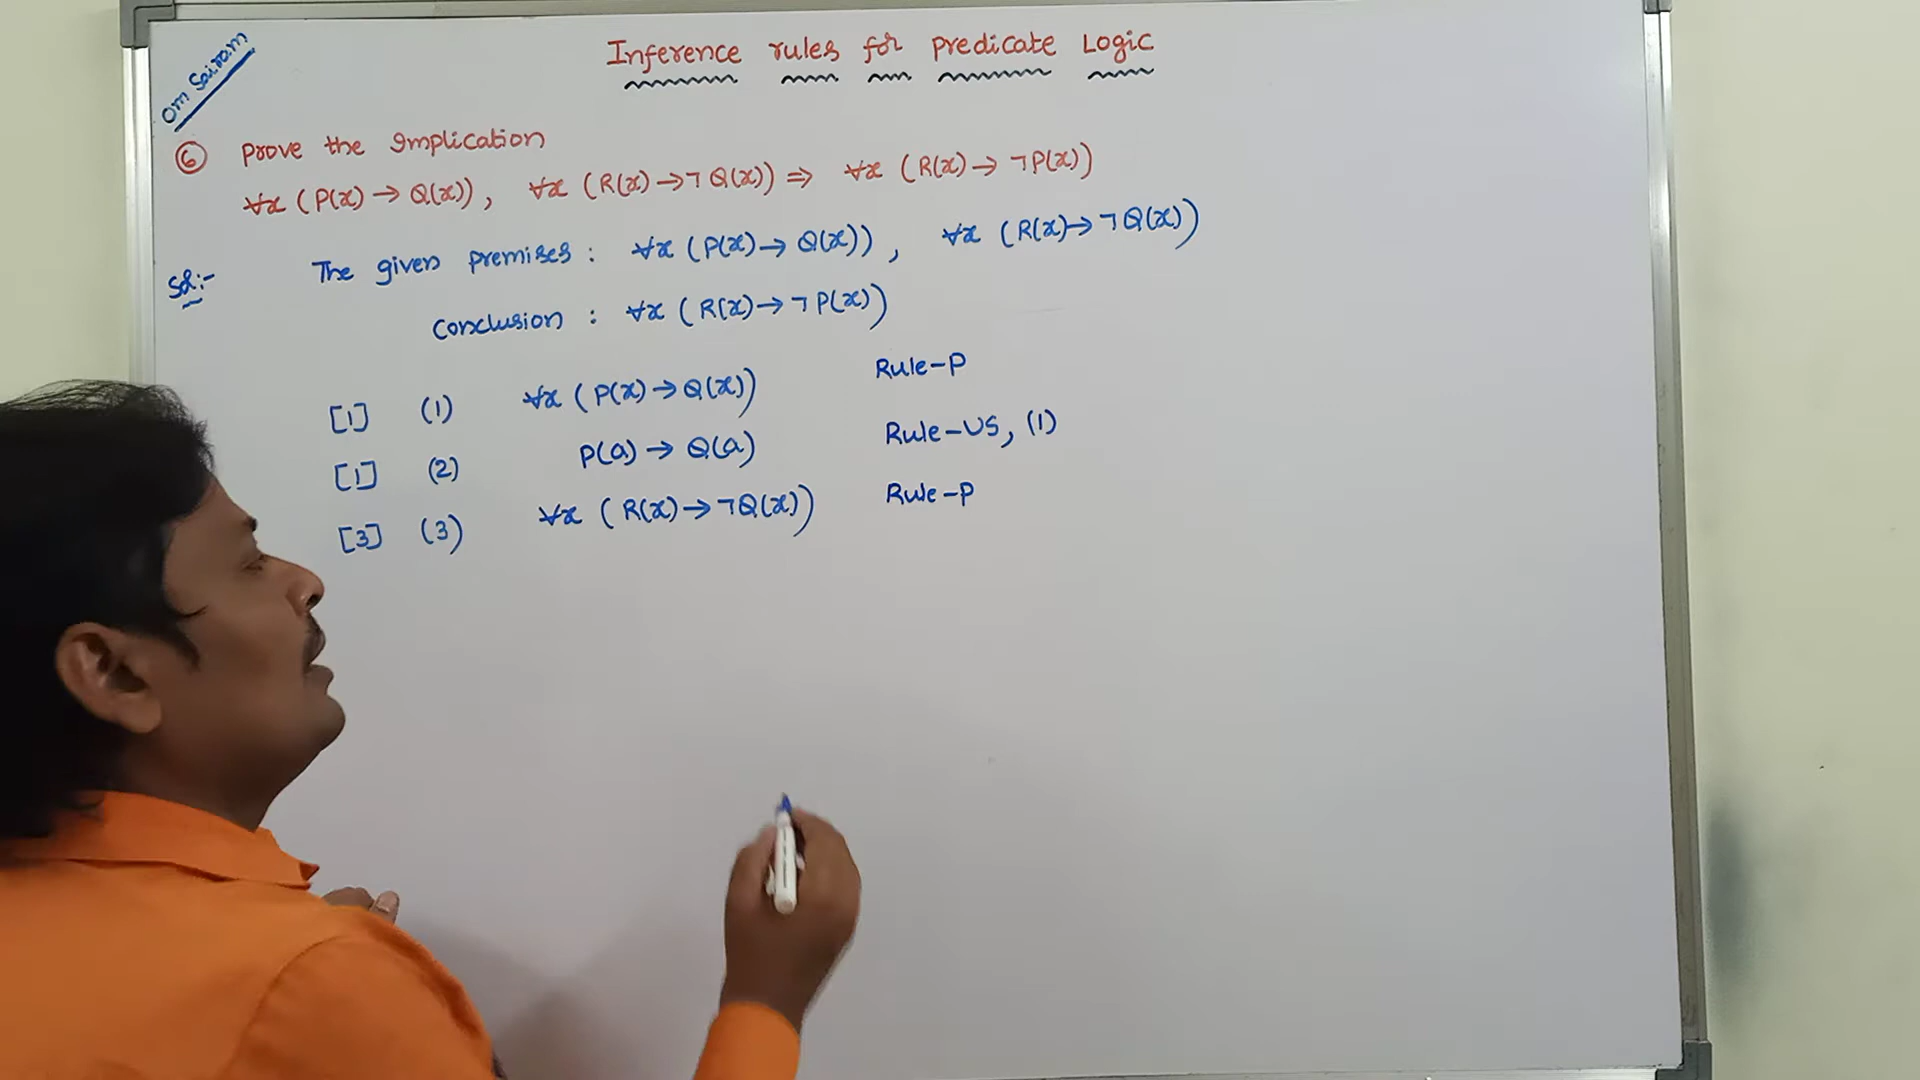 Om Sairam
Inference rules for predicate Logic
⑥ Prove the Implication
∀x (P(x) → Q(x)), ∀x (R(x) → ¬Q(x)) ⇒ ∀x (R(x) → ¬P(x))
Sol:- The given premises : ∀x (P(x) → Q(x)), ∀x (R(x) → ¬Q(x))
Conclusion : ∀x (R(x) → ¬P(x))
[1] (1) ∀x (P(x) → Q(x)) Rule-P
[1] (2) P(a) → Q(a) Rule-US, (1)
[3] (3) ∀x (R(x) → ¬Q(x)) Rule-P